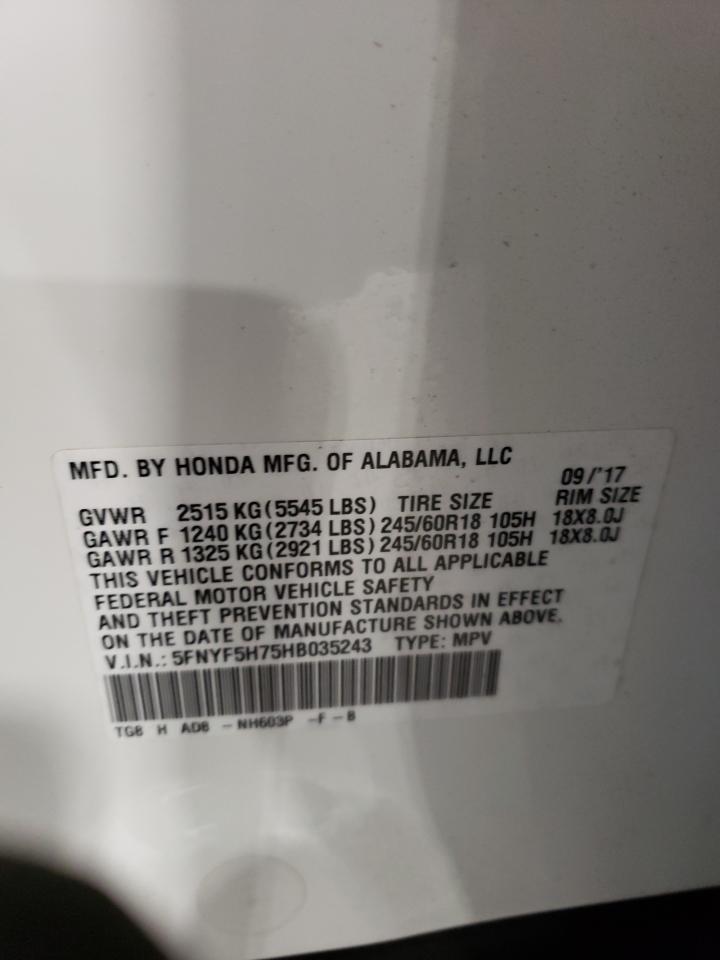 MFD. BY HONDA MFG. OF ALABAMA, LLC 09/'17
GVWR 2515 KG (5545 LBS) TIRE SIZE RIM SIZE
GAWR F 1240 KG (2734 LBS) 245/60R18 105H 18X8.0J
GAWR R 1325 KG (2921 LBS) 245/60R18 105H 18X8.0J
THIS VEHICLE CONFORMS TO ALL APPLICABLE
FEDERAL MOTOR VEHICLE SAFETY
AND THEFT PREVENTION STANDARDS IN EFFECT
ON THE DATE OF MANUFACTURE SHOWN ABOVE.
V.I.N.: 5FNYF5H75HB035243 TYPE: MPV
TG8 H AD8 - NH603P -F - B